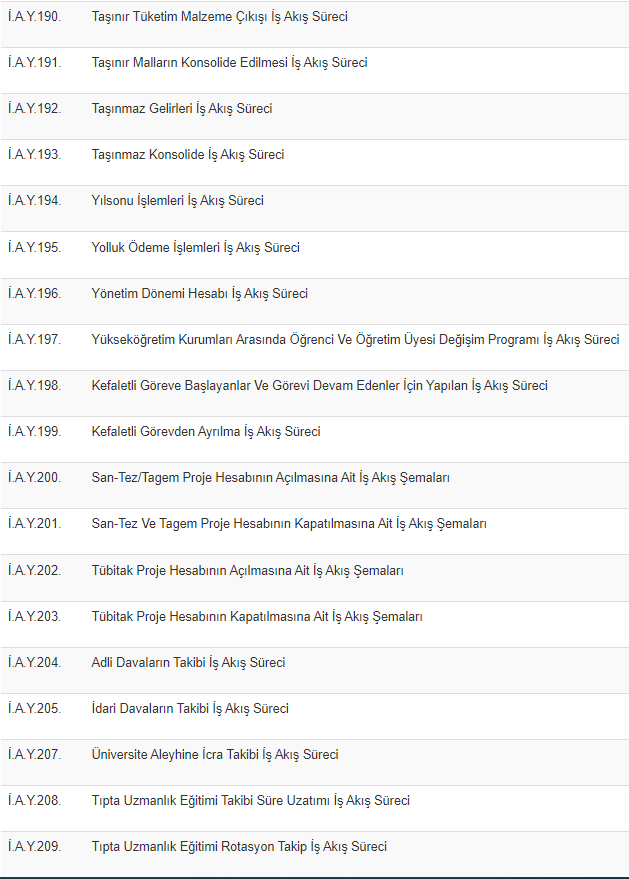 İ.A.Y.190. Taşınır Tüketim Malzeme Çıkışı İş Akış Süreci
İ.A.Y.191. Taşınır Malların Konsolide Edilmesi İş Akış Süreci
İ.A.Y.192. Taşınmaz Gelirleri İş Akış Süreci
İ.A.Y.193. Taşınmaz Konsolide İş Akış Süreci
İ.A.Y.194. Yılsonu İşlemleri İş Akış Süreci
İ.A.Y.195. Yolluk Ödeme İşlemleri İş Akış Süreci
İ.A.Y.196. Yönetim Dönemi Hesabı İş Akış Süreci
İ.A.Y.197. Yükseköğretim Kurumları Arasında Öğrenci Ve Öğretim Üyesi Değişim Programı İş Akış Süreci
İ.A.Y.198. Kefaletli Göreve Başlayanlar Ve Görevi Devam Edenler İçin Yapılan İş Akış Süreci
İ.A.Y.199. Kefaletli Görevden Ayrılma İş Akış Süreci
İ.A.Y.200. San-Tez/Tagem Proje Hesabının Açılmasına Ait İş Akış Şemaları
İ.A.Y.201. San-Tez Ve Tagem Proje Hesabının Kapatılmasına Ait İş Akış Şemaları
İ.A.Y.202. Tübitak Proje Hesabının Açılmasına Ait İş Akış Şemaları
İ.A.Y.203. Tübitak Proje Hesabının Kapatılmasına Ait İş Akış Şemaları
İ.A.Y.204. Adli Davaların Takibi İş Akış Süreci
İ.A.Y.205. İdari Davaların Takibi İş Akış Süreci
İ.A.Y.207. Üniversite Aleyhine İcra Takibi İş Akış Süreci
İ.A.Y.208. Tıpta Uzmanlık Eğitimi Takibi Süre Uzatımı İş Akış Süreci
İ.A.Y.209. Tıpta Uzmanlık Eğitimi Rotasyon Takip İş Akış Süreci